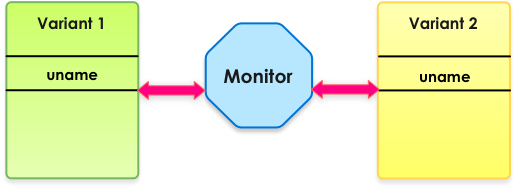 Variant 1
uname
Monitor
Variant 2
uname